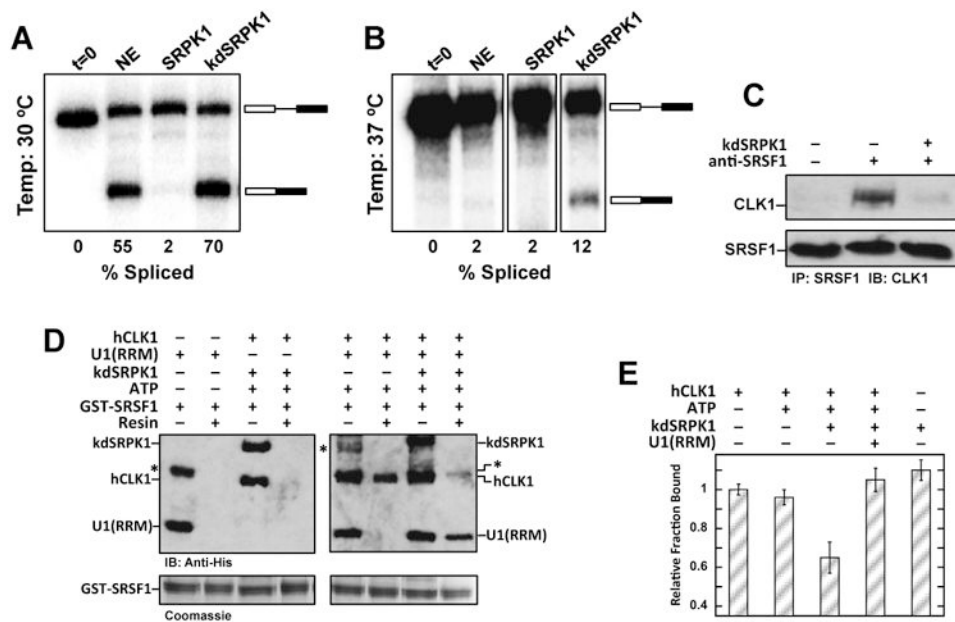 A
t=0 NE SRPK1 kdSRPK1
Temp: 30 ºC
0 55 2 70
% Spliced
B
t=0 NE SRPK1 kdSRPK1
Temp: 37 ºC
0 2 2 12
% Spliced
C
kdSRPK1 – – +
anti-SRSF1 – + +
CLK1
SRSF1
IP: SRSF1 IB: CLK1
D
hCLK1 – – + + + + + +
U1(RRM) + + – – + + + +
kdSRPK1 – – + + – – + +
ATP – – + + + + + +
GST-SRSF1 + + + + + + + +
Resin – + – + – + – +
kdSRPK1
*
hCLK1
U1(RRM)
IB: Anti-His
* kdSRPK1
*
hCLK1
U1(RRM)
GST-SRSF1
Coomassie
E
hCLK1 + + + + –
ATP – + + + –
kdSRPK1 – – + + +
U1(RRM) – – – + –
Relative Fraction Bound
1
0.8
0.6
0.4